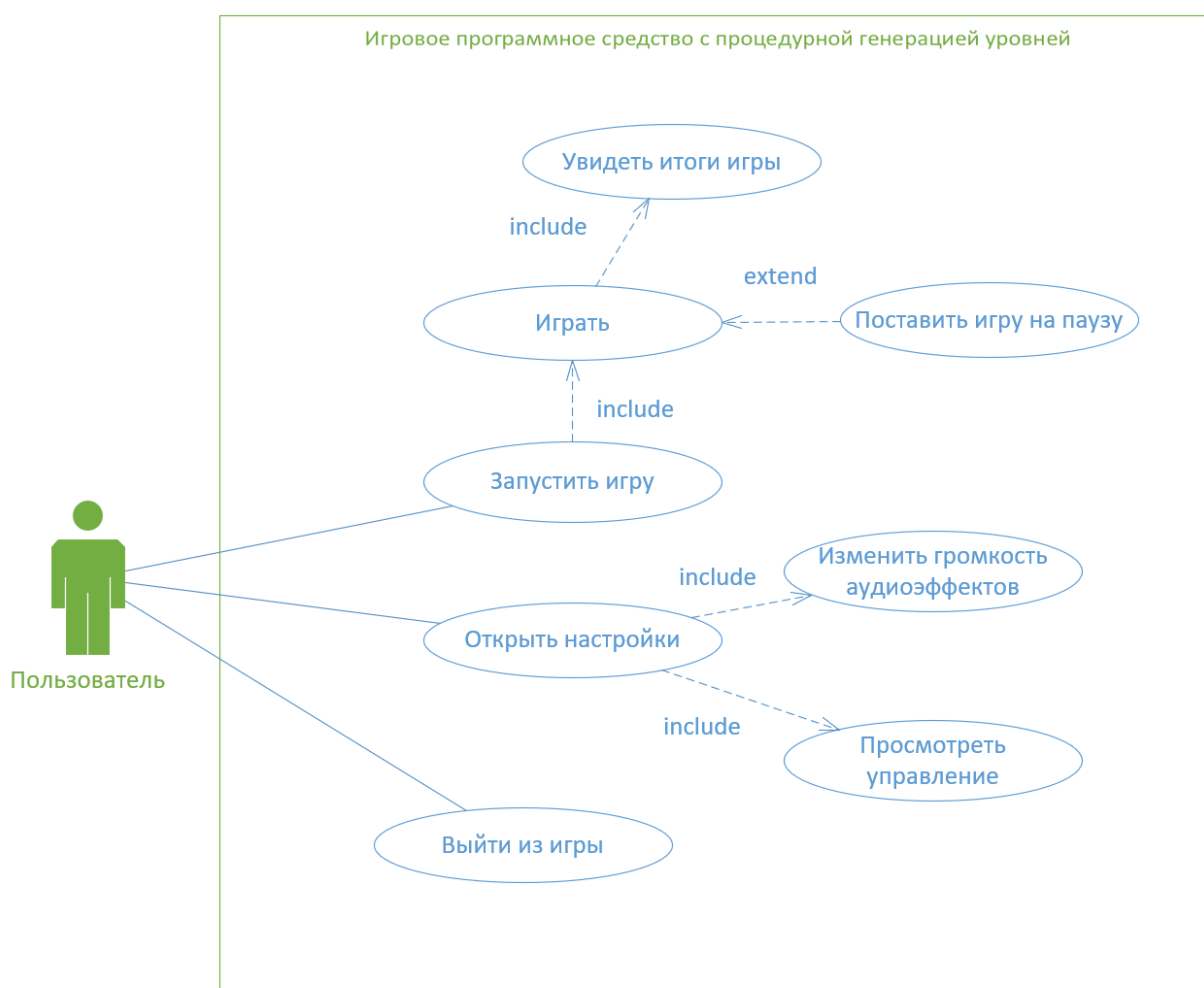 Игровое программное средство с процедурной генерацией уровней
Увидеть итоги игры
include
extend
Играть
Поставить игру на паузу
include
Запустить игру
Изменить громкость
аудиоэффектов
include
Открыть настройки
Пользователь
include
Просмотреть
управление
Выйти из игры